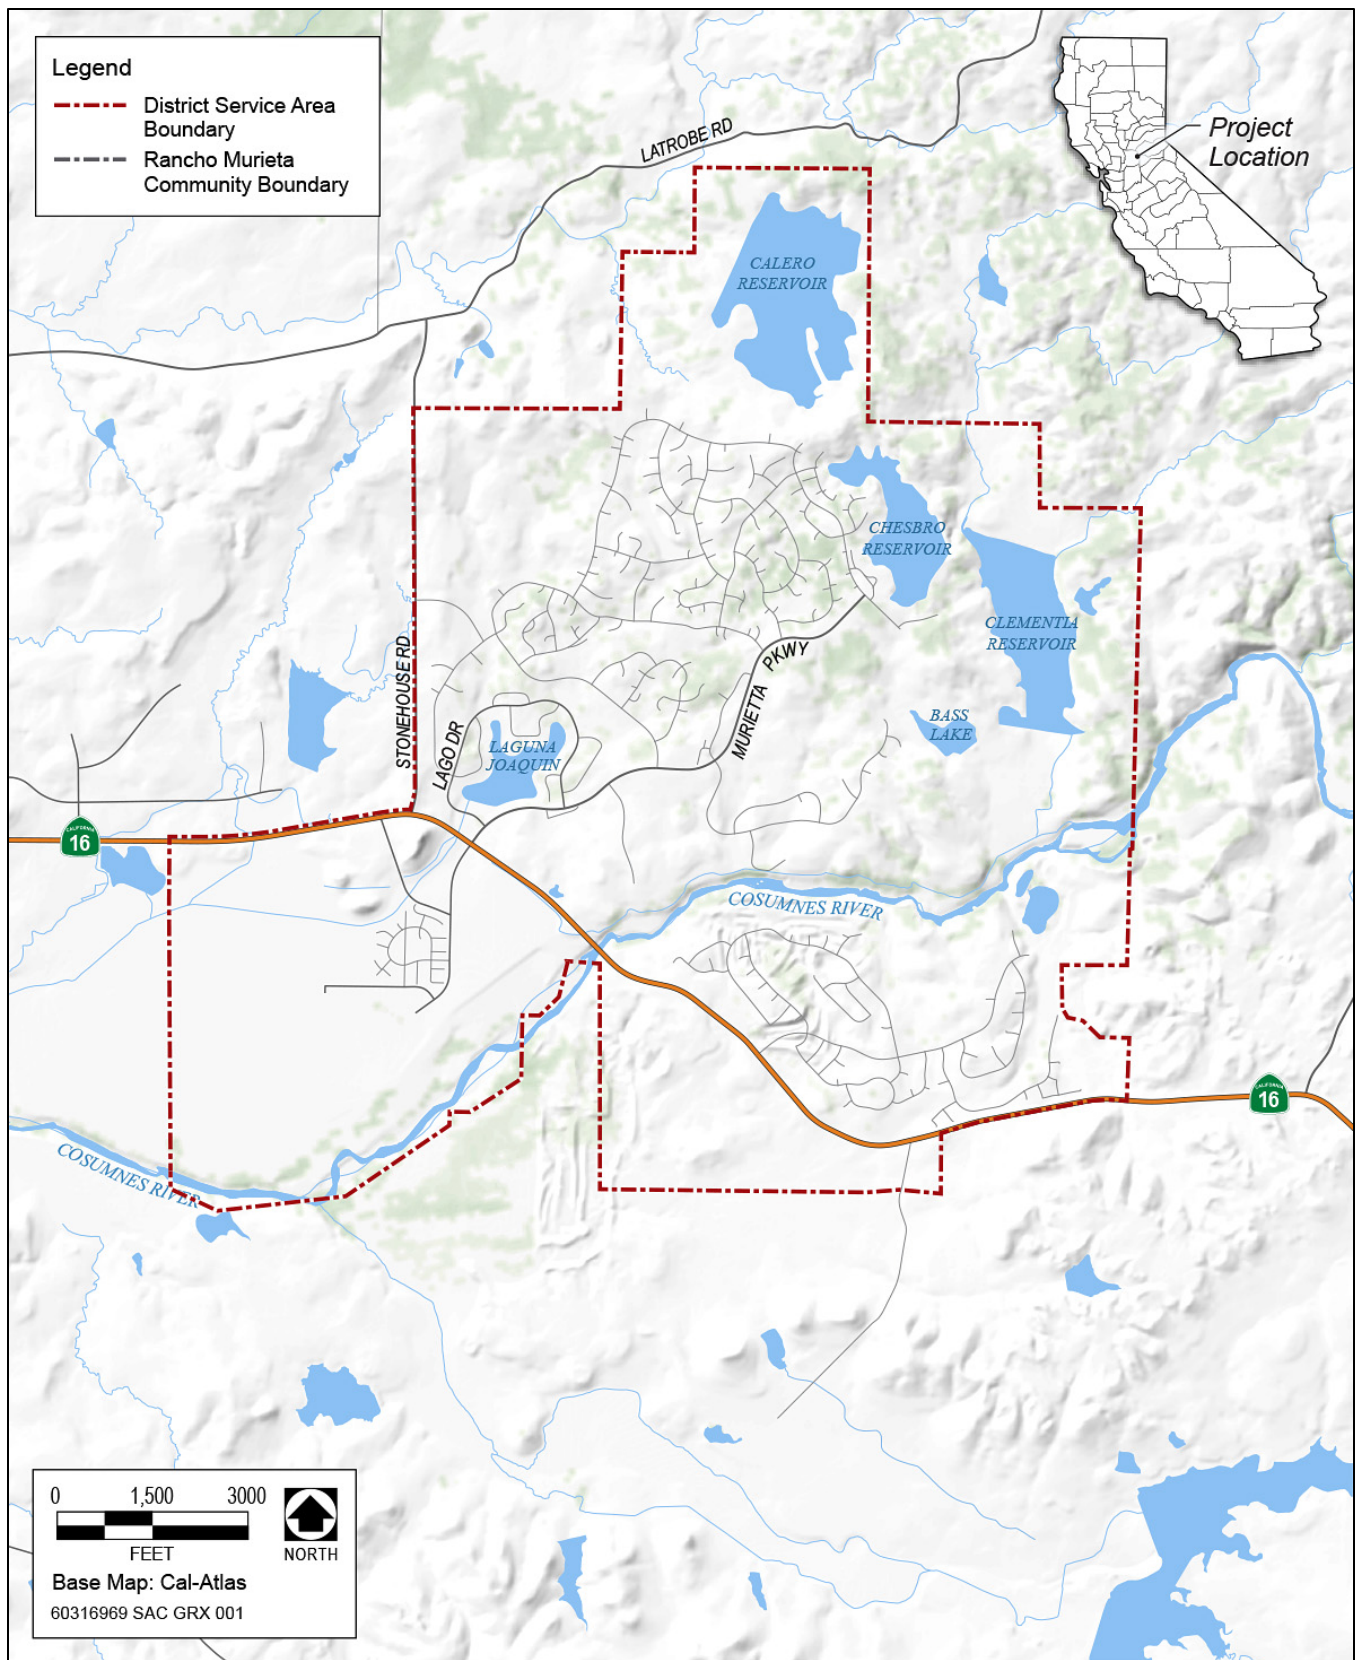 Legend
District Service Area
Boundary
Rancho Murieta
Community Boundary
LATROBE RD
Project
Location
CALERO
RESERVOIR
CHESBRO
RESERVOIR
CLEMENTIA
RESERVOIR
STONEHOUSE RD
LAGO DR
LAGUNA
JOAQUIN
MURIETTA PKWY
BASS
LAKE
CALIFORNIA
16
COSUMNES RIVER
CALIFORNIA
16
COSUMNES RIVER
0 1,500 3000
FEET
NORTH
Base Map: Cal-Atlas
60316969 SAC GRX 001